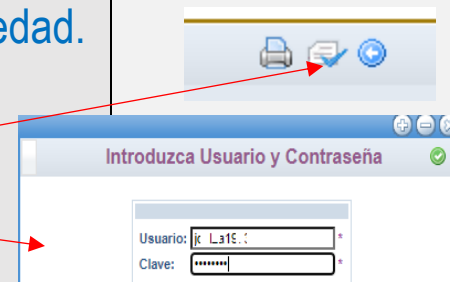 edad.
Introduzca Usuario y Contraseña
Usuario: *
Clave: ******** *